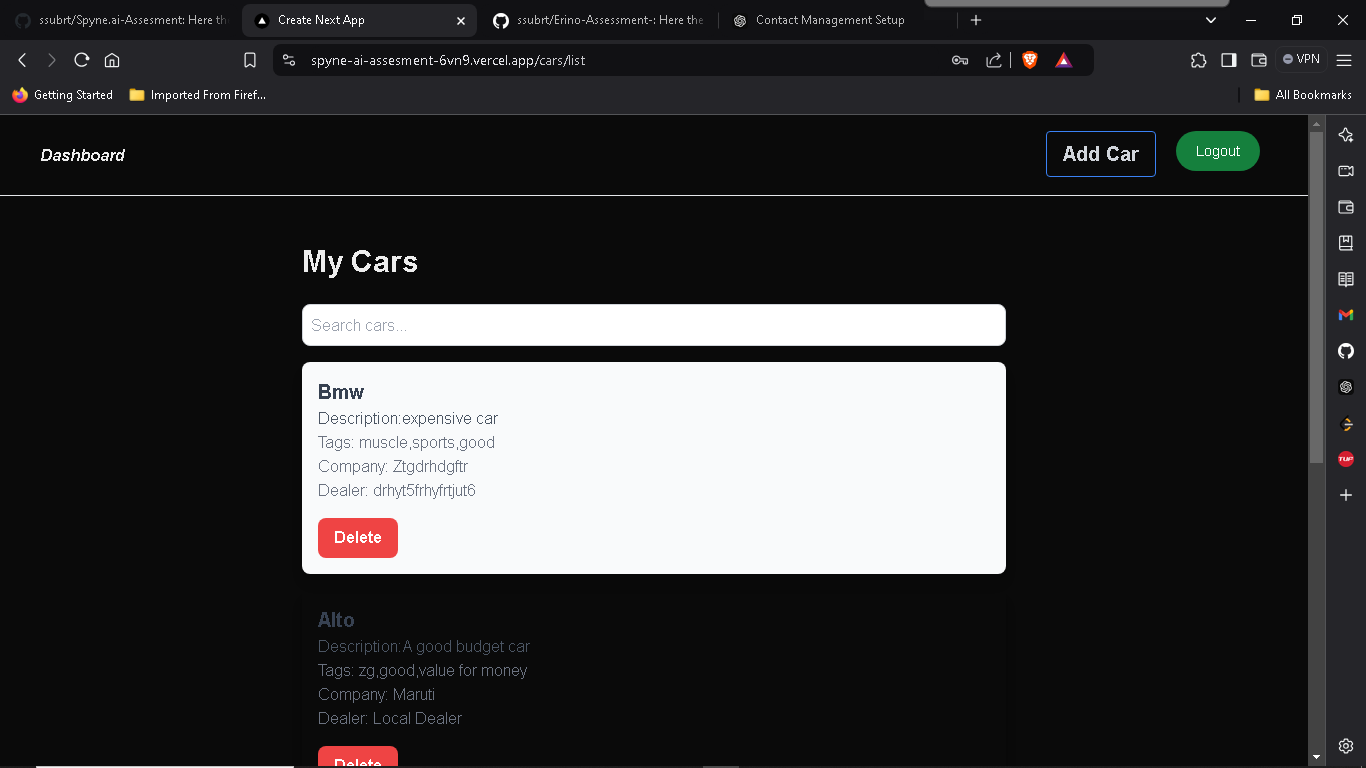 ssubrt/Spyne.ai-Assesment: Here th
Create Next App
ssubrt/Erino-Assessment-: Here the
Contact Management Setup
spyne-ai-assesment-6vn9.vercel.app/cars/list
VPN
Getting Started
Imported From Firef...
All Bookmarks
Dashboard
Add Car
Logout
My Cars
Search cars...
Bmw
Description:expensive car
Tags: muscle,sports,good
Company: Ztgdrhdgftr
Dealer: drhyt5frhyfrtjut6
Delete
Alto
Description:A good budget car
Tags: zg,good,value for money
Company: Maruti
Dealer: Local Dealer
Delete